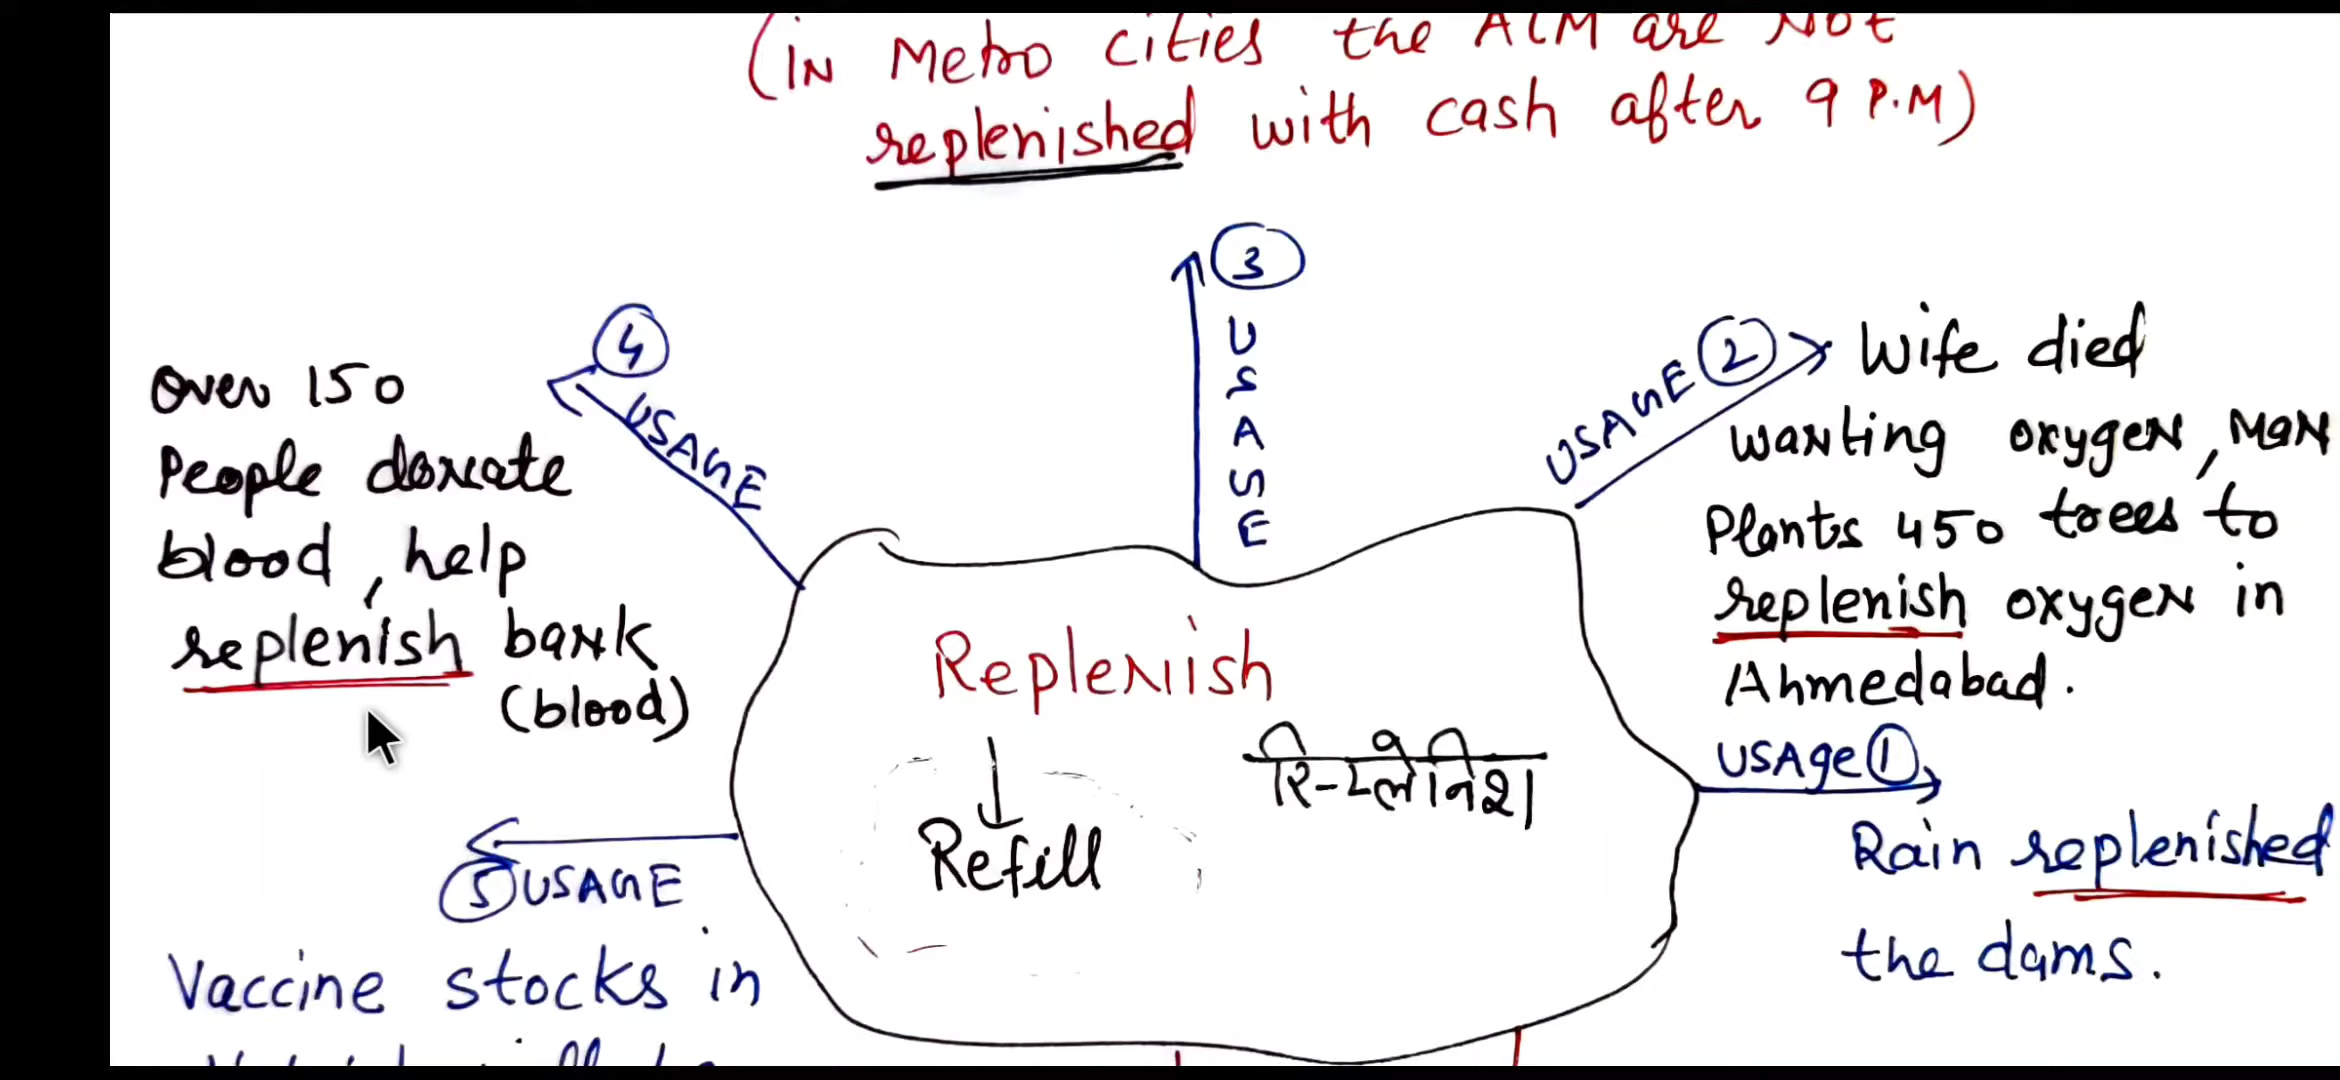 (IN Metro cities the ATM are Not
replenished with cash after 9 P.M)
3
USAGE
4
USAGE
Over 150
People donate
blood, help
replenish bank
(blood)
USAGE 2
Wife died
wanting oxygen, Man
Plants 450 trees to
replenish oxygen in
Ahmedabad.
Replenish
रि-प्लेनिश
Refill
USAge 1
Rain replenished
the dams.
5 USAGE
Vaccine stocks in